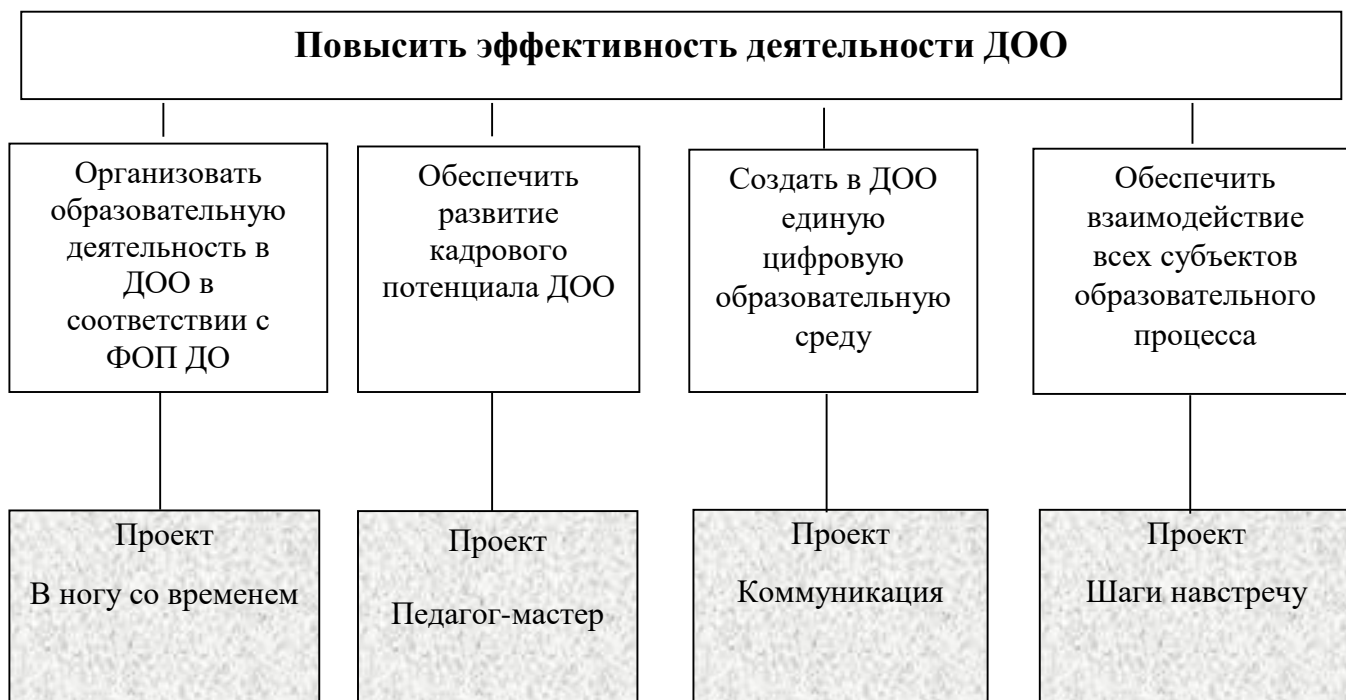 Повысить эффективность деятельности ДОО
Организовать
образовательную
деятельность в
ДОО в
соответствии с
ФОП ДО
Обеспечить
развитие
кадрового
потенциала ДОО
Создать в ДОО
единую
цифровую
образовательную
среду
Обеспечить
взаимодействие
всех субъектов
образовательного
процесса
Проект
В ногу со временем
Проект
Педагог-мастер
Проект
Коммуникация
Проект
Шаги навстречу